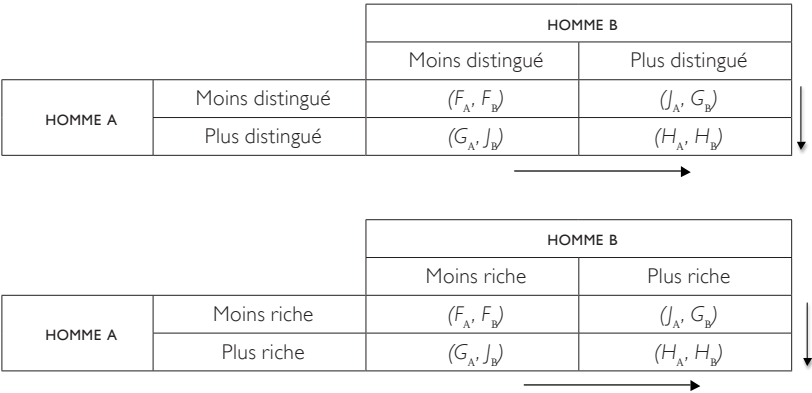 HOMME B
Moins distingué Plus distingué
HOMME A Moins distingué (F_A, F_B) (J_A, G_B)
Plus distingué (G_A, J_B) (H_A, H_B)
HOMME B
Moins riche Plus riche
HOMME A Moins riche (F_A, F_B) (J_A, G_B)
Plus riche (G_A, J_B) (H_A, H_B)